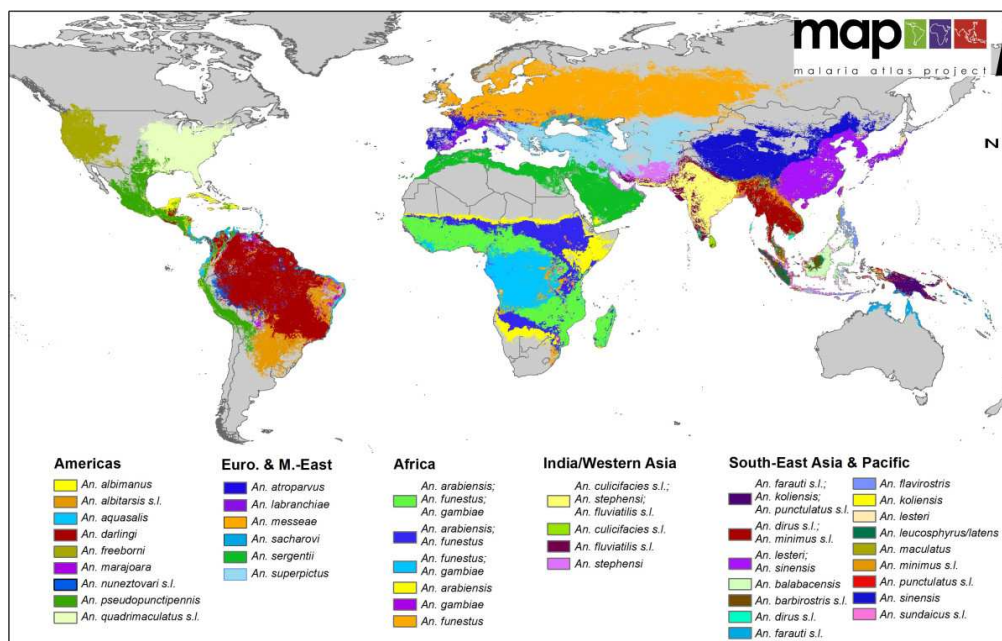 map
malaria atlas project
N
Americas
An. albimanus
An. albitarsis s.l.
An. aquasalis
An. darlingi
An. freeborni
An. marajoara
An. nuneztovari s.l.
An. pseudopunctipennis
An. quadrimaculatus s.l.
Euro. & M.-East
An. atroparvus
An. labranchiae
An. messeae
An. sacharovi
An. sergentii
An. superpictus
Africa
An. arabiensis;
An. funestus;
An. gambiae
An. arabiensis;
An. funestus
An. funestus;
An. gambiae
An. arabiensis
An. gambiae
An. funestus
India/Western Asia
An. culicifacies s.l.;
An. stephensi;
An. fluviatilis s.l.
An. culicifacies s.l.
An. fluviatilis s.l.
An. stephensi
South-East Asia & Pacific
An. farauti s.l.;
An. koliensis;
An. punctulatus s.l.
An. dirus s.l.;
An. minimus s.l.
An. lesteri;
An. sinensis
An. balabacensis
An. barbirostris s.l.
An. dirus s.l.
An. farauti s.l.
An. flavirostris
An. koliensis
An. lesteri
An. leucosphyrus/latens
An. maculatus
An. minimus s.l.
An. punctulatus s.l.
An. sinensis
An. sundaicus s.l.